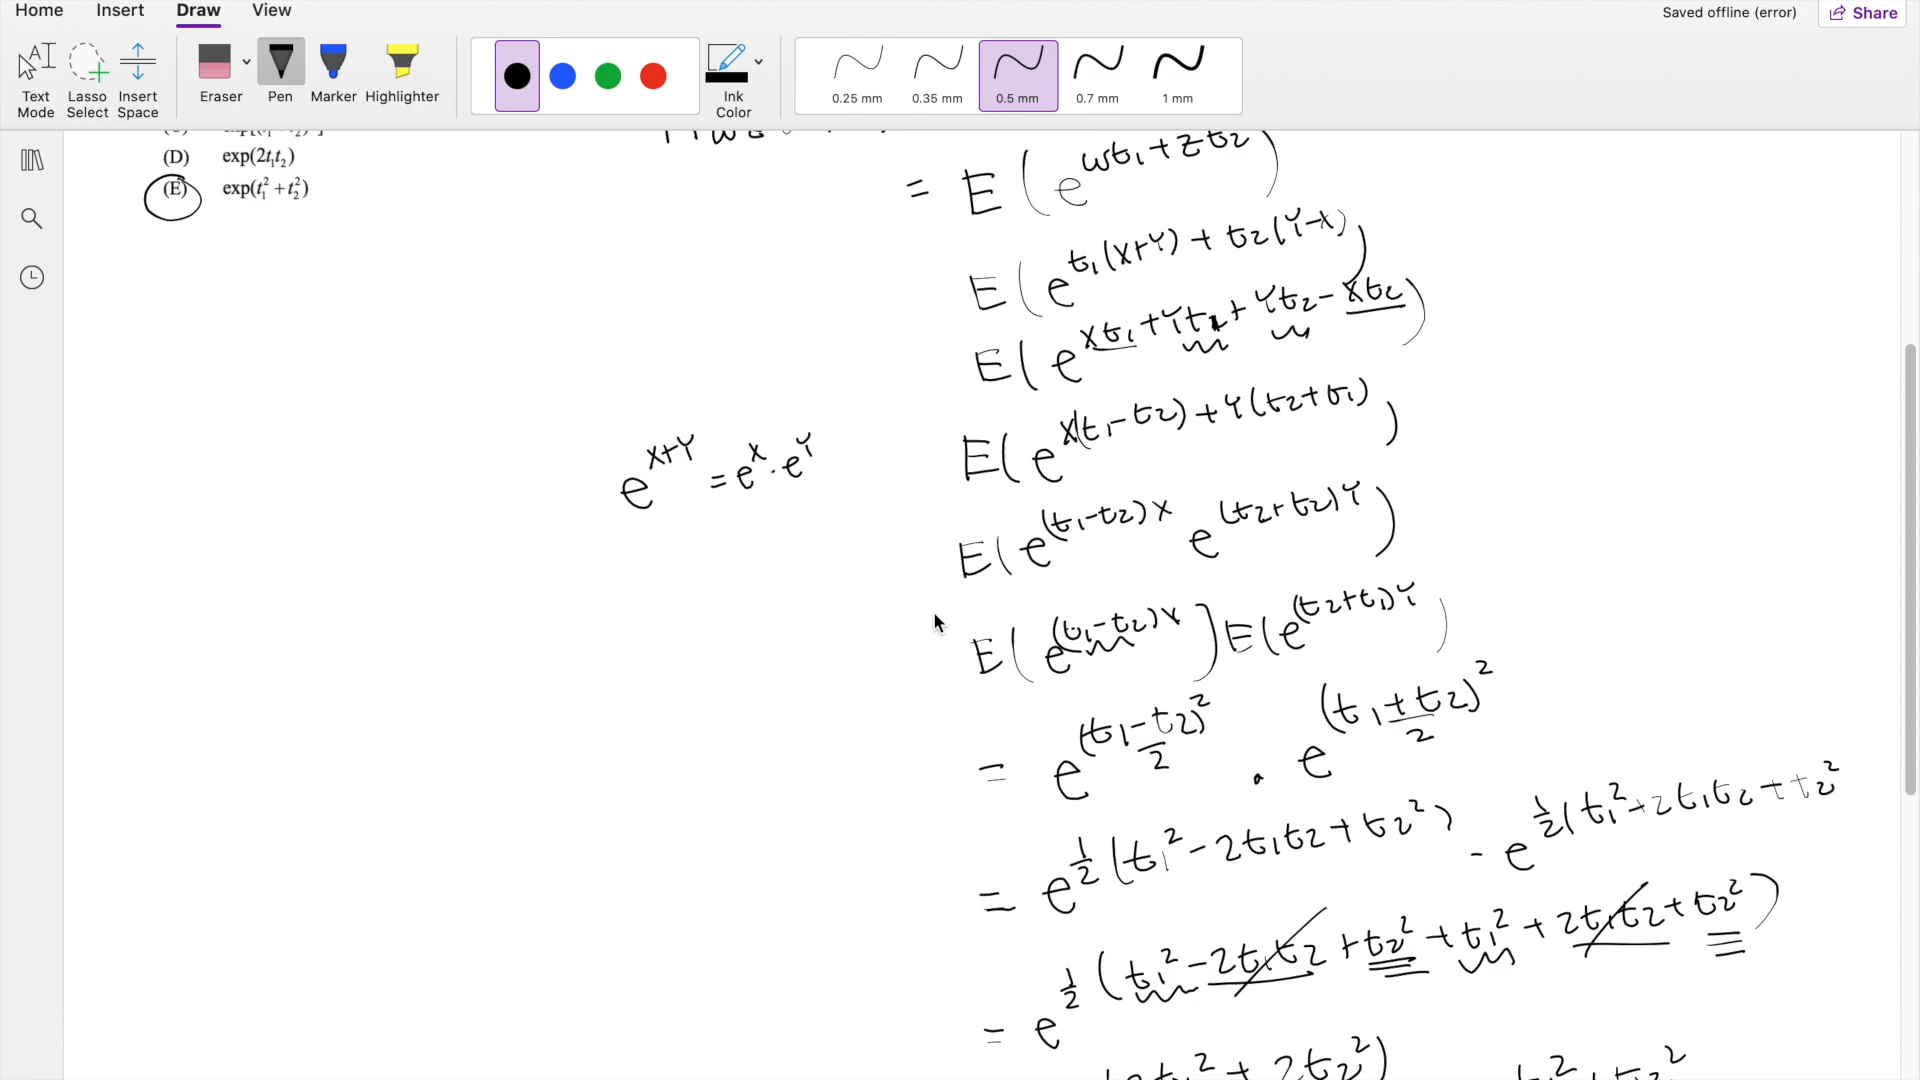 Home Insert Draw View
Saved offline (error) Share
Text Mode
Lasso Select
Insert Space
Eraser
Pen
Marker
Highlighter
Ink Color
0.25 mm
0.35 mm
0.5 mm
0.7 mm
1 mm
(D) exp(2t₁t₂)
(E) exp(t₁² + t₂²)
= E(e^{wt₁ + zt₂})
E(e^{t₁(X+Y) + t₂(Y-X)})
E(e^{Xt₁ + Yt₁ + Yt₂ - Xt₂})
E(e^{X(t₁-t₂) + Y(t₂+t₁)})
e^{X+Y} = e^X · e^Y
E(e^{(t₁-t₂)X} e^{(t₂+t₂)Y})
E(e^{(t₁-t₂)X}) E(e^{(t₂+t₁)Y})
= e^{(t₁-t₂)²/2} · e^{(t₁+t₂)²/2}
= e^{½(t₁² - 2t₁t₂ + t₂²)} · e^{½(t₁² + 2t₁t₂ + t₂²}
= e^{½(t₁² - 2t₁t₂ + t₂² + t₁² + 2t₁t₂ + t₂²)}